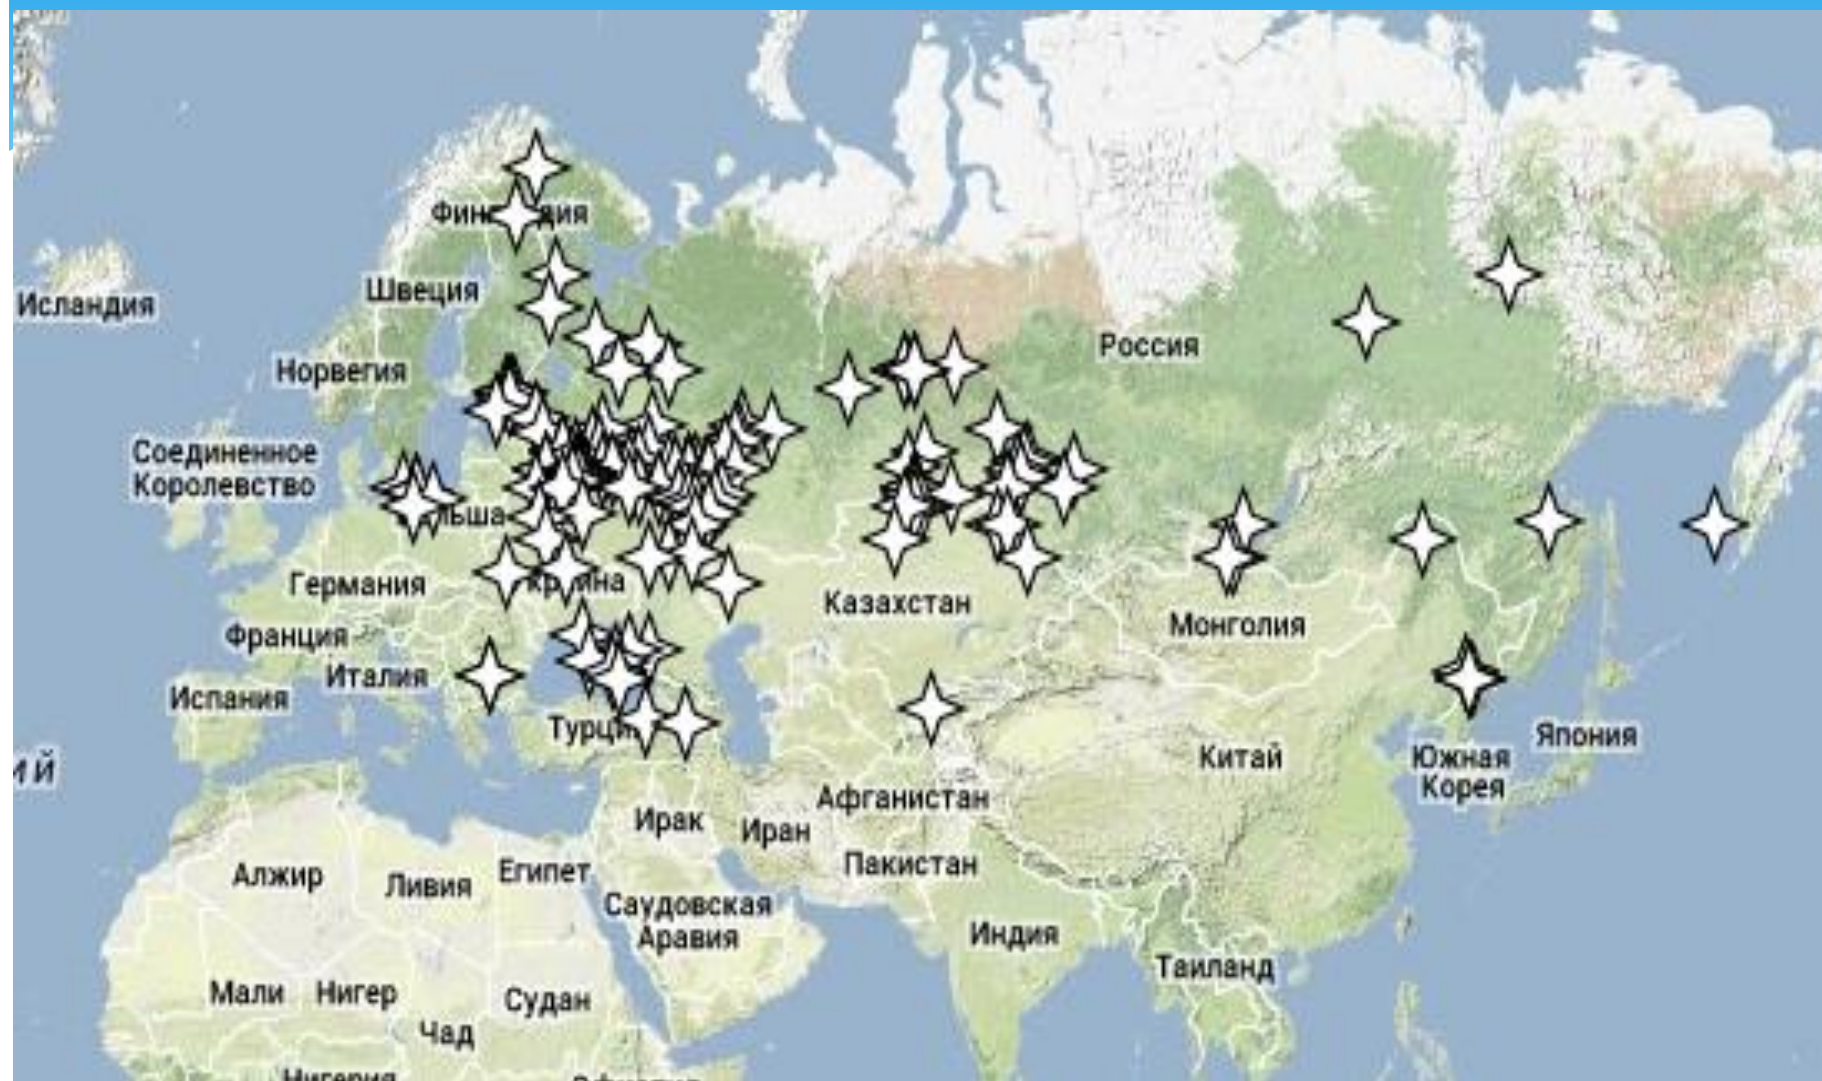 Исландия
Швеция
Норвегия
Россия
Соединенное
Королевство
Германия
Казахстан
Франция
Монголия
Италия
Испания
Япония
Китай
Южная
Корея
Афганистан
Ирак
Иран
Пакистан
Алжир
Ливия
Египет
Саудовская
Аравия
Индия
Таиланд
Мали
Нигер
Судан
Чад